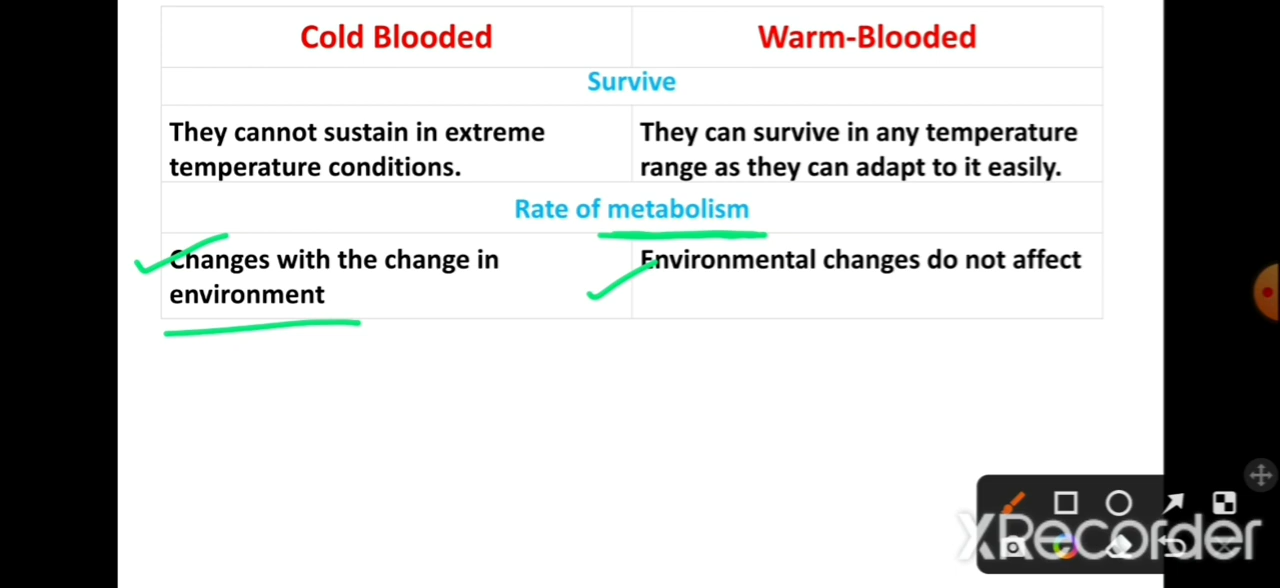 Cold Blooded
Warm-Blooded
Survive
They cannot sustain in extreme
temperature conditions.
They can survive in any temperature
range as they can adapt to it easily.
Rate of metabolism
Changes with the change in
environment
Environmental changes do not affect
XRecorder